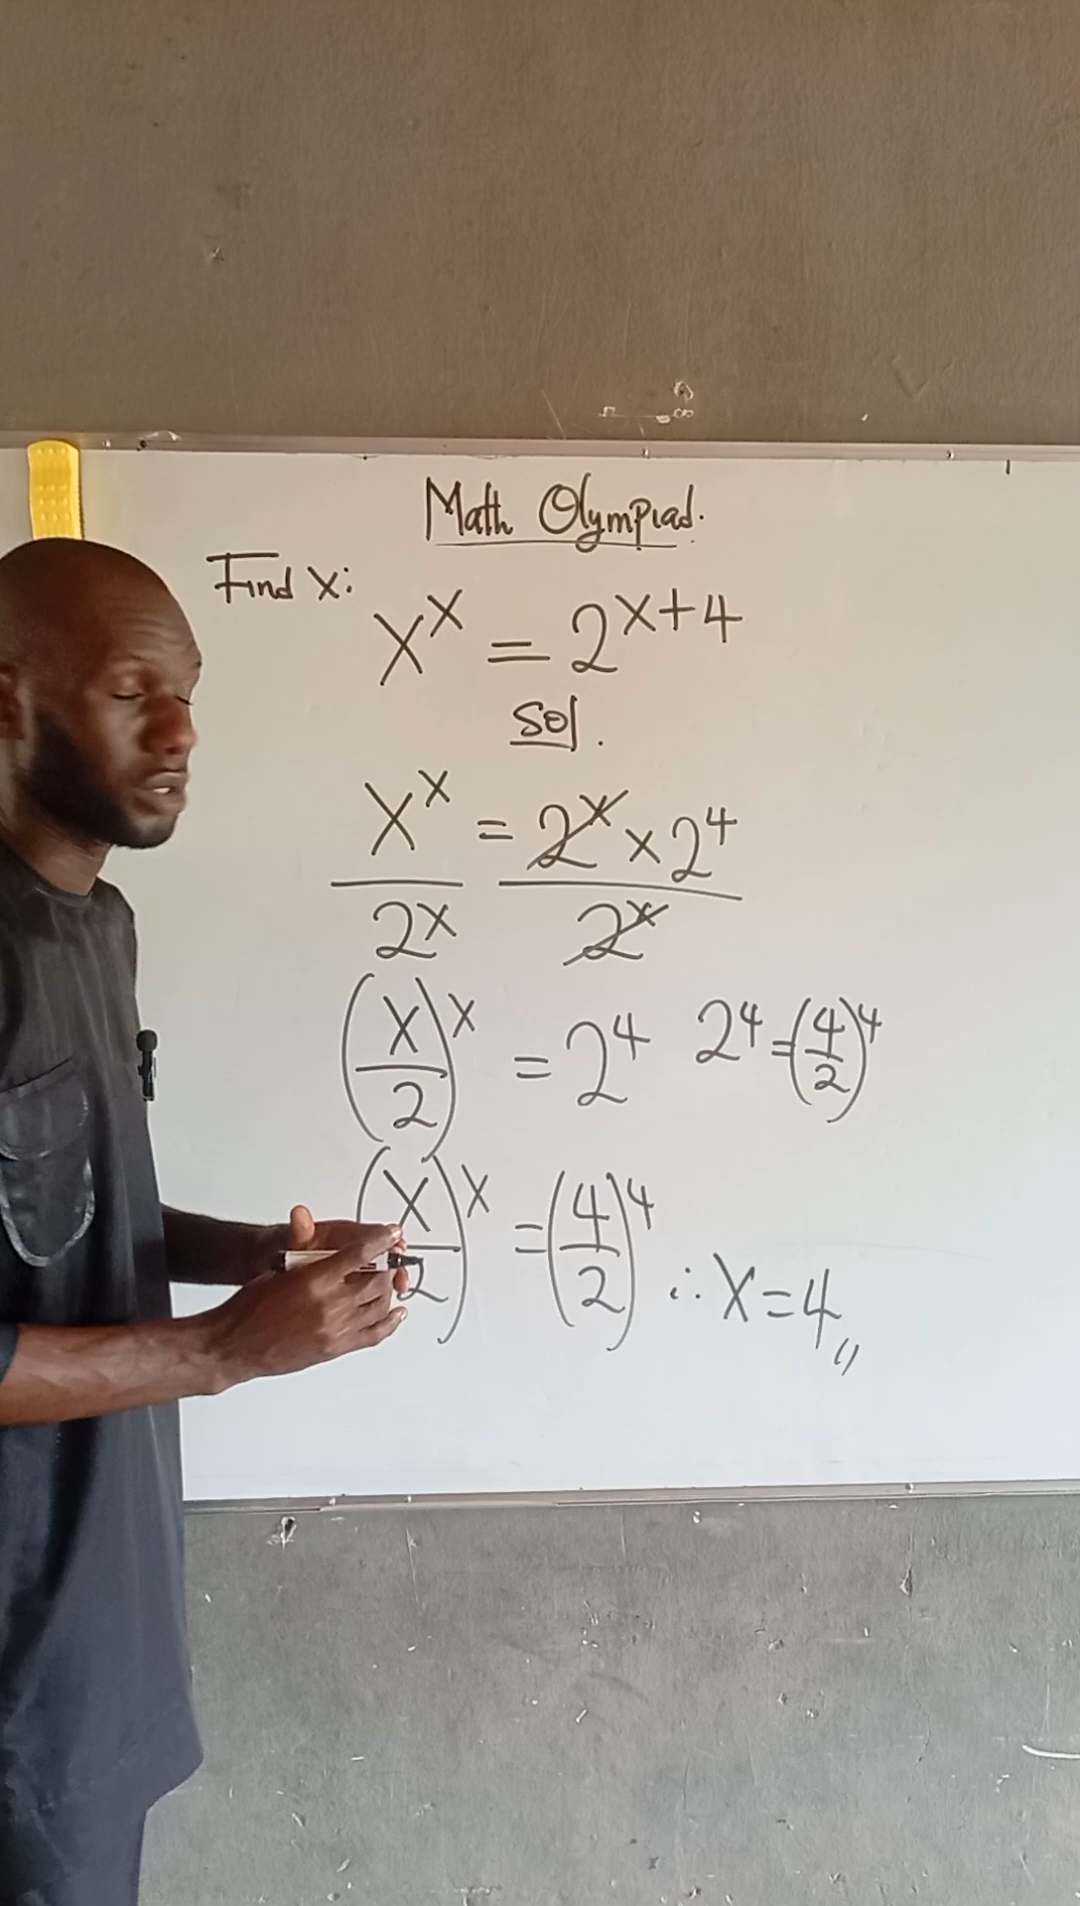 Math Olympiad.
Find x:
x^x = 2^{x+4}
Sol.
x^x/2^x = (2^x × 2^4)/2^x
(x/2)^x = 2^4   2^4 = (4/2)^4
(x/2)^x = (4/2)^4 ∴ x = 4,,